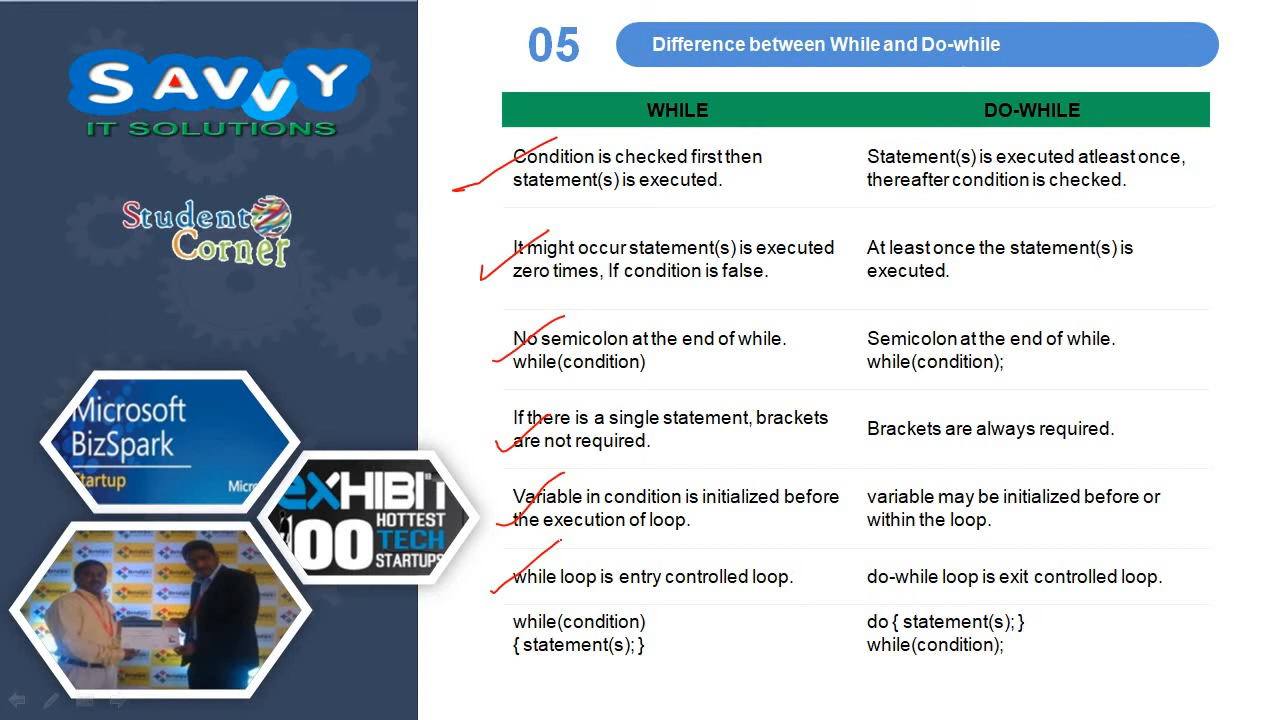 SAVVY
IT SOLUTIONS
Student
Corner
Microsoft
BizSpark
Startup
Micros
eXHIBIT
100 HOTTEST
TECH
STARTUPS
05
Difference between While and Do-while
WHILE DO-WHILE
Condition is checked first then
statement(s) is executed.
Statement(s) is executed atleast once,
thereafter condition is checked.
It might occur statement(s) is executed
zero times, If condition is false.
At least once the statement(s) is
executed.
No semicolon at the end of while.
while(condition)
Semicolon at the end of while.
while(condition);
If there is a single statement, brackets
are not required.
Brackets are always required.
Variable in condition is initialized before
the execution of loop.
variable may be initialized before or
within the loop.
while loop is entry controlled loop.
do-while loop is exit controlled loop.
while(condition)
{ statement(s); }
do { statement(s); }
while(condition);